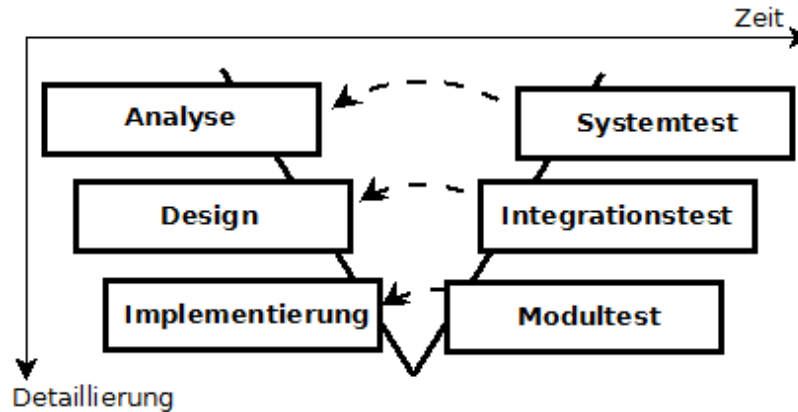 Zeit
Analyse
Systemtest
Design
Integrationstest
Implementierung
Modultest
Detaillierung